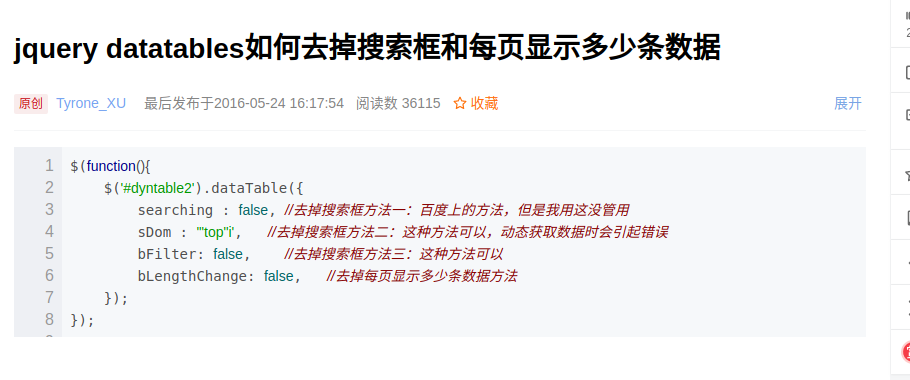 jquery datatables如何去掉搜索框和每页显示多少条数据
原创 Tyrone_XU 最后发布于2016-05-24 16:17:54 阅读数 36115 收藏 展开
1 $(function(){
2 $('#dyntable2').dataTable({
3 searching : false, //去掉搜索框方法一：百度上的方法，但是我用这没管用
4 sDom : '"top"i', //去掉搜索框方法二：这种方法可以，动态获取数据时会引起错误
5 bFilter: false, //去掉搜索框方法三：这种方法可以
6 bLengthChange: false, //去掉每页显示多少条数据方法
7 });
8 });